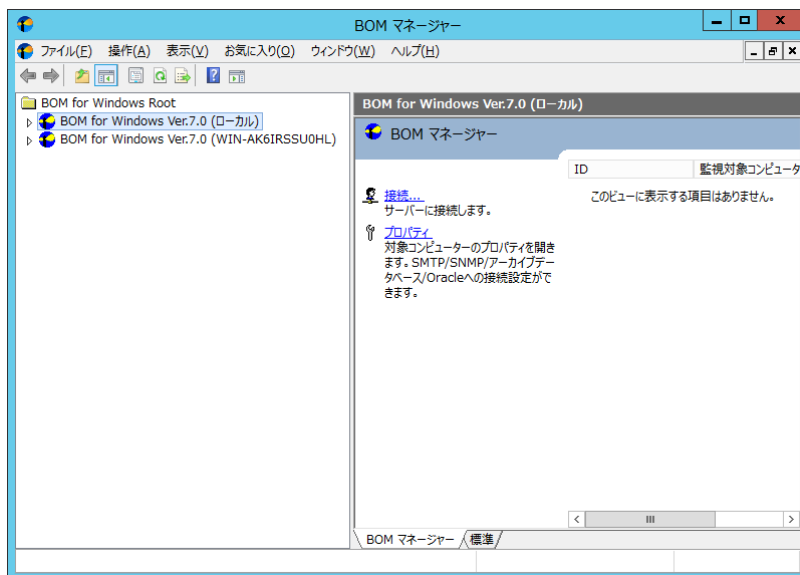 BOM マネージャー
ファイル(F) 操作(A) 表示(V) お気に入り(O) ウィンドウ(W) ヘルプ(H)
BOM for Windows Root
BOM for Windows Ver.7.0 (ローカル)
BOM for Windows Ver.7.0 (WIN-AK6IRSSU0HL)
BOM for Windows Ver.7.0 (ローカル)
BOM マネージャー
ID 監視対象コンピュータ
このビューに表示する項目はありません。
接続...
サーバーに接続します。
プロパティ
対象コンピューターのプロパティを開き
ます。SMTP/SNMP/アーカイブデー
タベース/Oracleへの接続設定がで
きます。
BOM マネージャー 標準